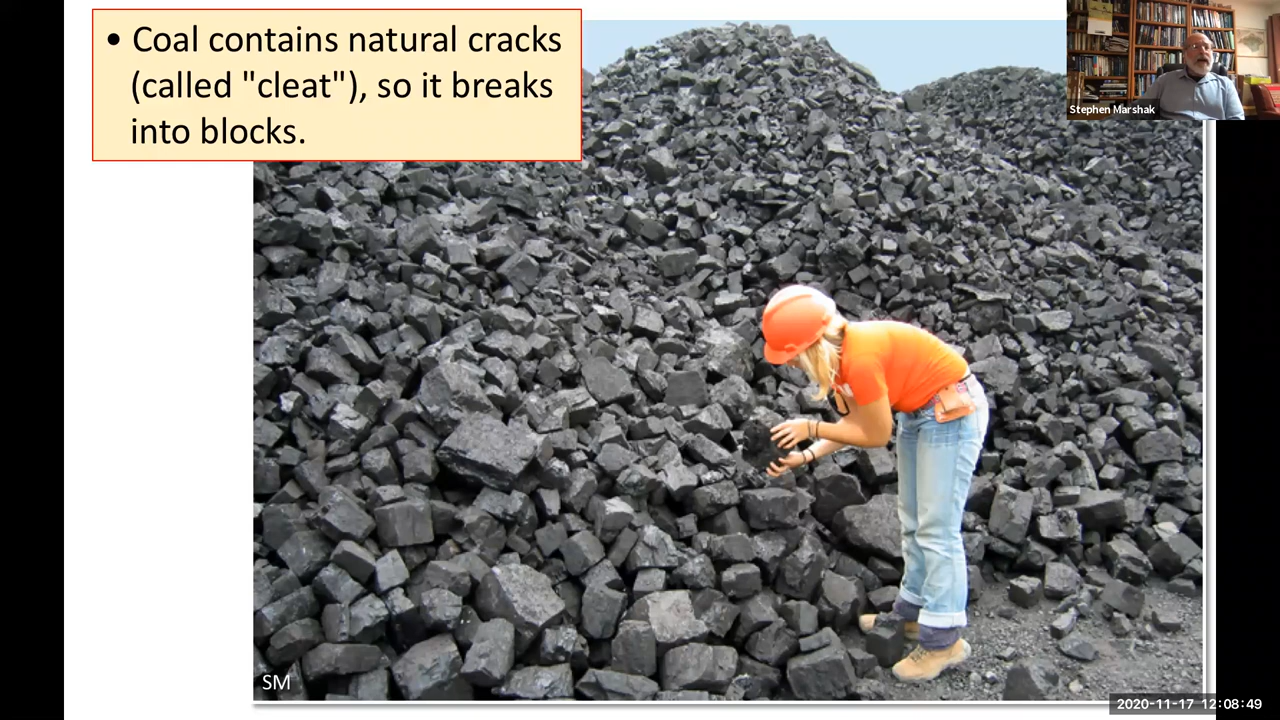 • Coal contains natural cracks
(called "cleat"), so it breaks
into blocks.
Stephen Marshak
SM
2020-11-17 12:08:49